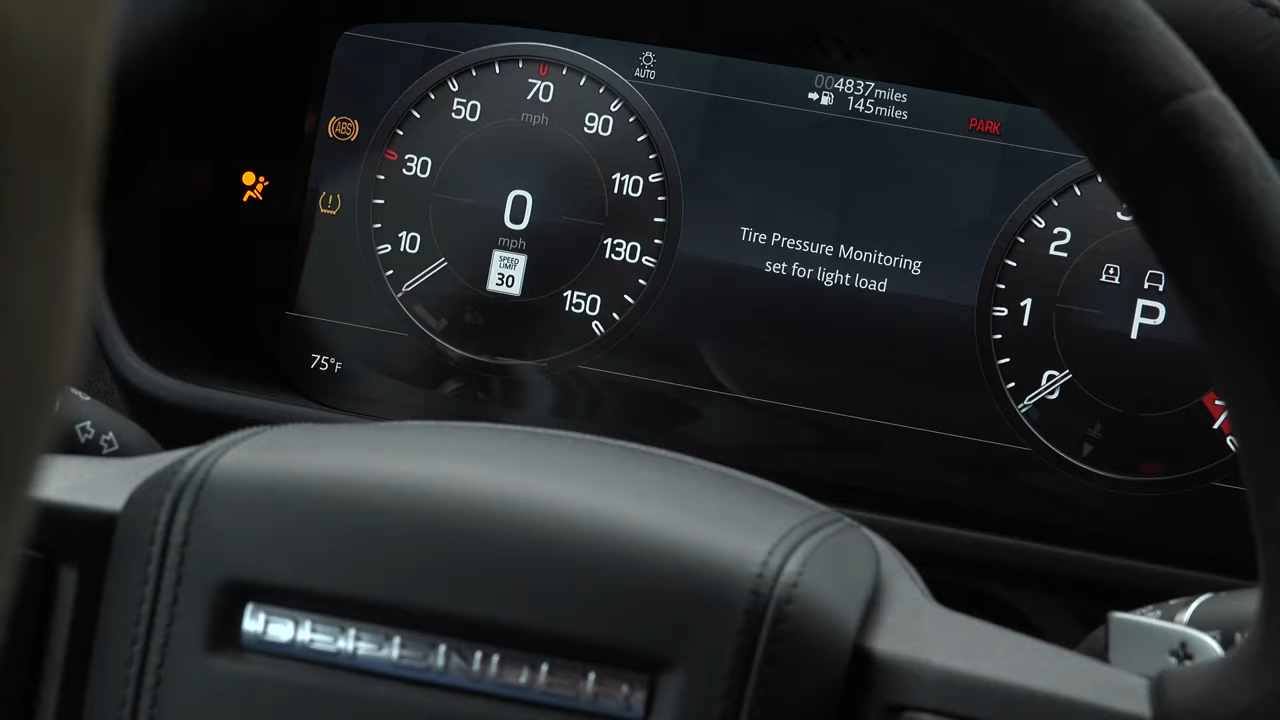 AUTO
004837miles
145miles
PARK
ABS
70
50
mph
90
30
110
0
mph
10
130
SPEED
LIMIT
30
150
Tire Pressure Monitoring
set for light load
75°F
2
1
0
P
DEFENDER